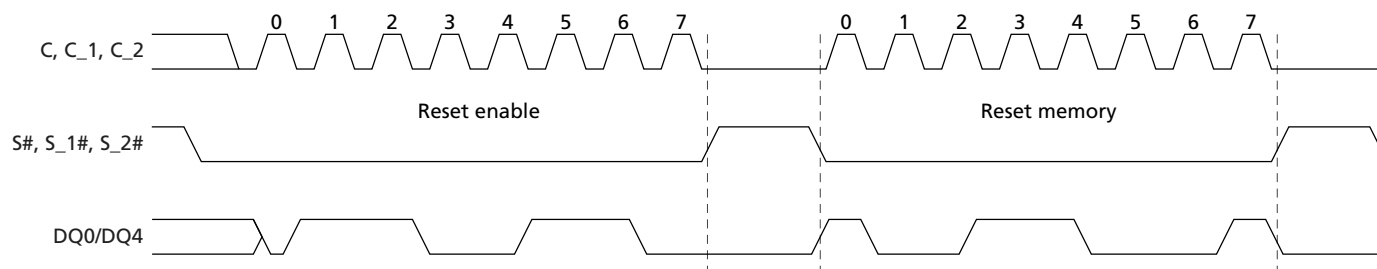 0 1 2 3 4 5 6 7 0 1 2 3 4 5 6 7
C, C_1, C_2
Reset enable Reset memory
S#, S_1#, S_2#
DQ0/DQ4